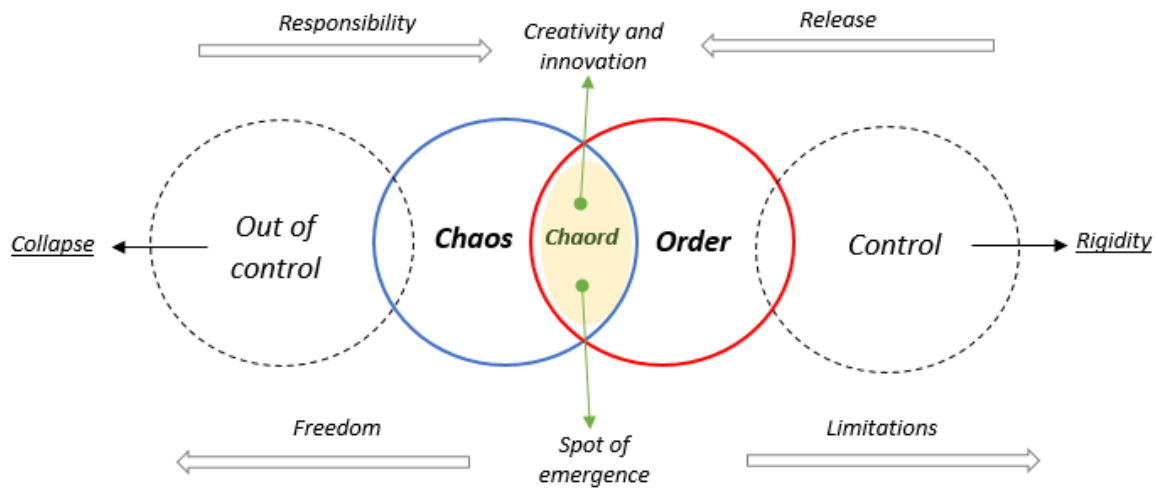 Responsibility
Creativity and
innovation
Release
Collapse
Out of
control
Chaos
Chaord
Order
Control
Rigidity
Freedom
Spot of
emergence
Limitations